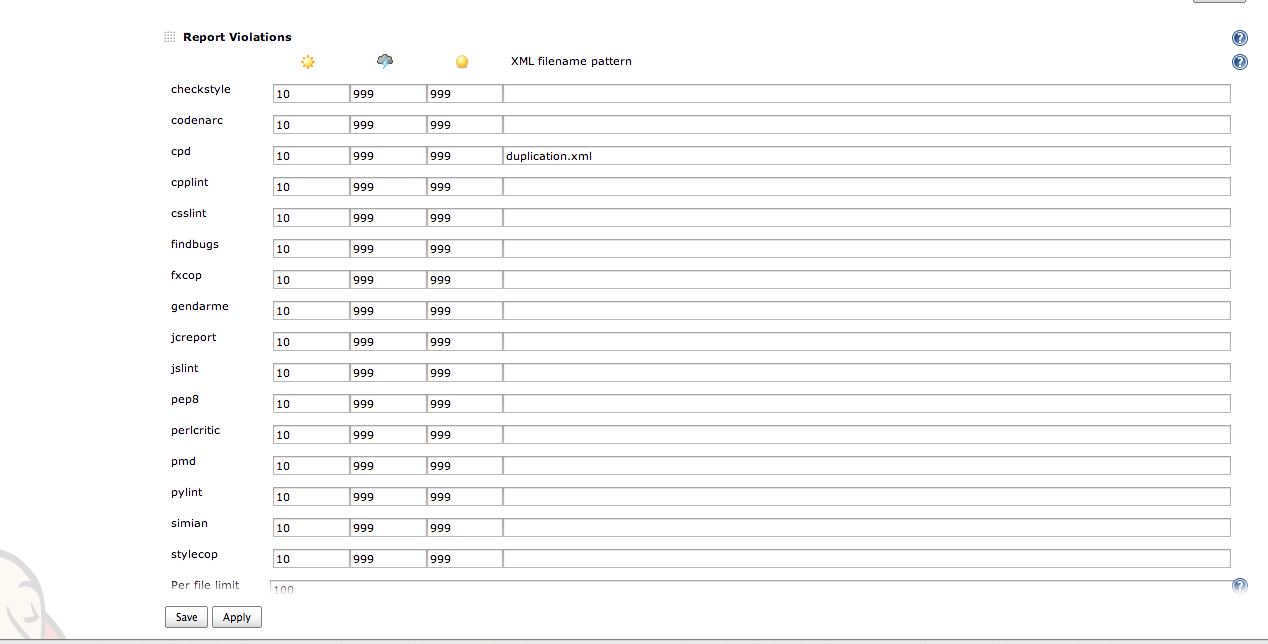 Report Violations
XML filename pattern
checkstyle 10 999 999
codenarc 10 999 999
cpd 10 999 999 duplication.xml
cpplint 10 999 999
csslint 10 999 999
findbugs 10 999 999
fxcop 10 999 999
gendarme 10 999 999
jcreport 10 999 999
jslint 10 999 999
pep8 10 999 999
perlcritic 10 999 999
pmd 10 999 999
pylint 10 999 999
simian 10 999 999
stylecop 10 999 999
Per file limit 100
Save Apply